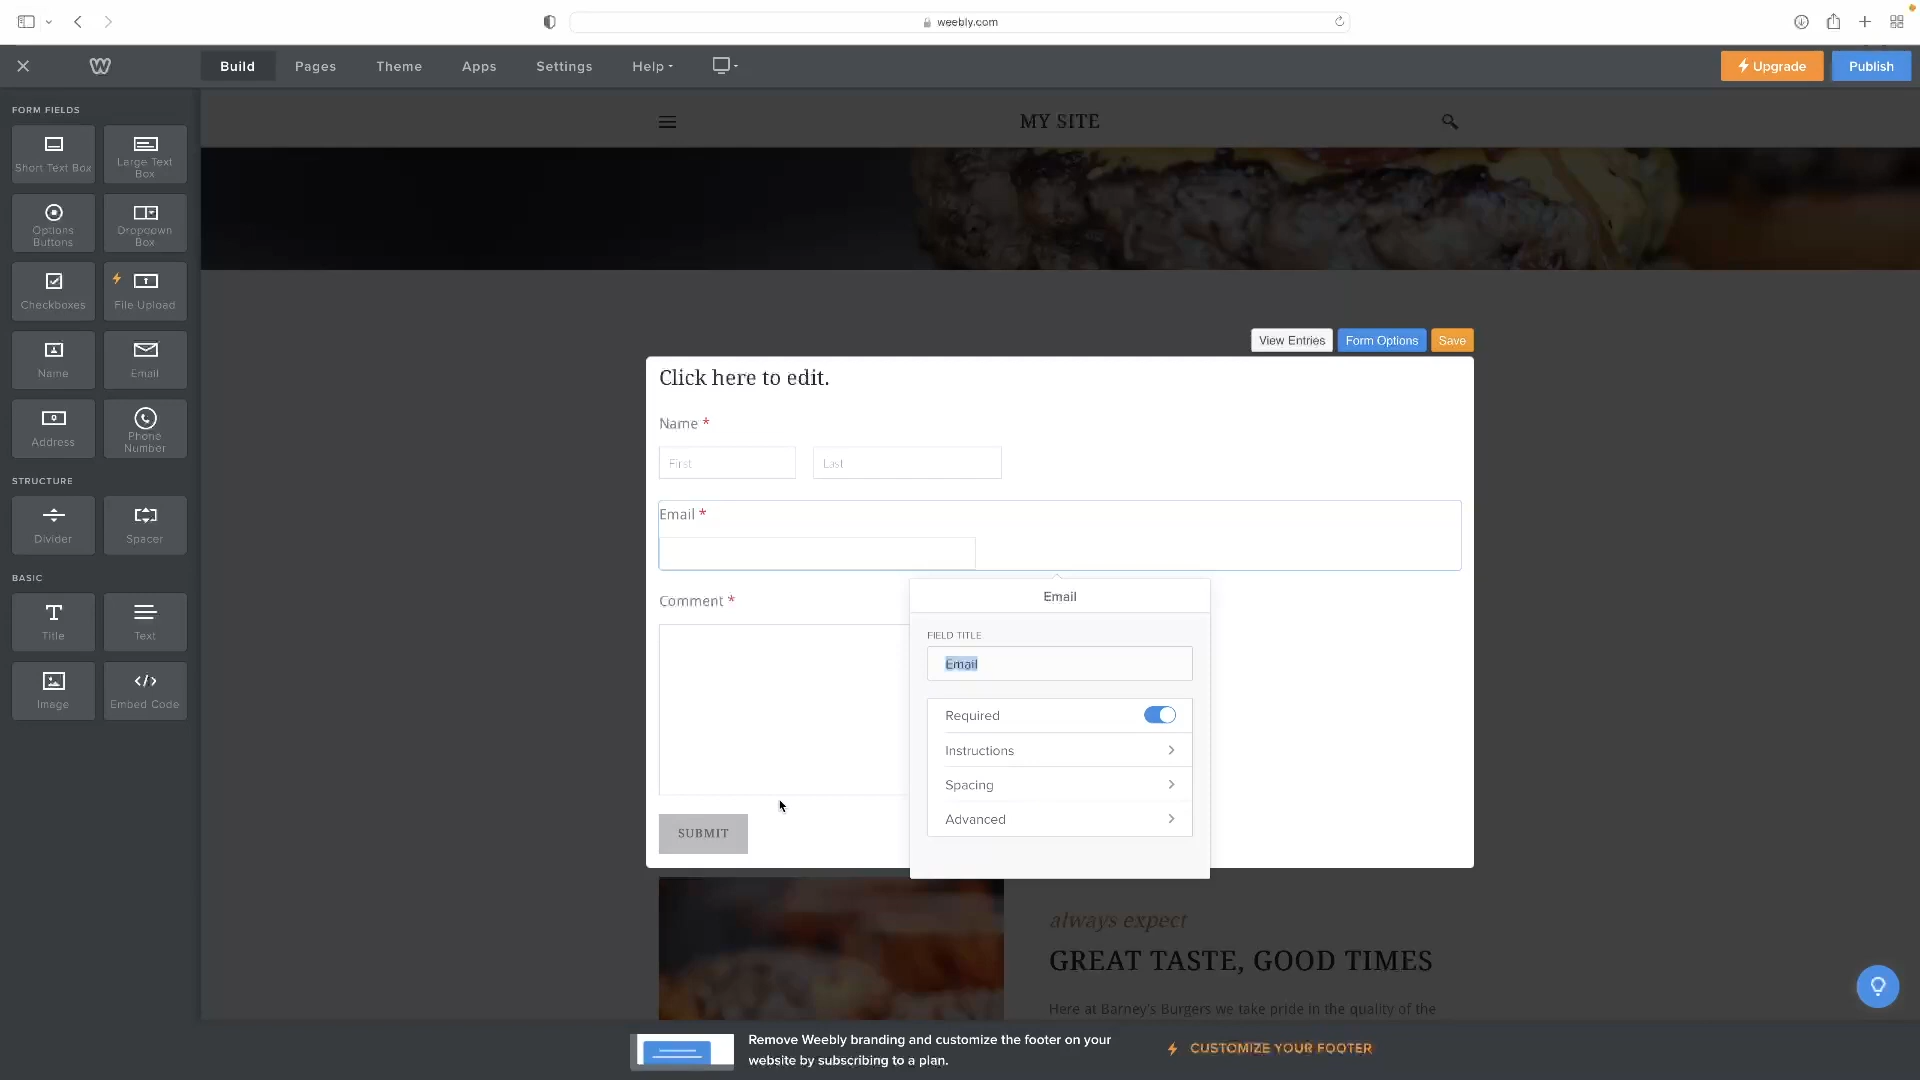 weebly.com
Build
Pages
Theme
Apps
Settings
Help
Upgrade
Publish
FORM FIELDS
Short Text Box
Large Text
Box
Options
Buttons
Dropdown
Box
Checkboxes
File Upload
Name
Email
Address
Phone
Number
STRUCTURE
Divider
Spacer
BASIC
Title
Text
Image
Embed Code
MY SITE
View Entries
Form Options
Save
Click here to edit.
Name *
First
Last
Email *
Comment *
SUBMIT
Email
FIELD TITLE
Email
Required
Instructions
Spacing
Advanced
always expect
GREAT TASTE, GOOD TIMES
Here at Barney's Burgers we take pride in the quality of the
Remove Weebly branding and customize the footer on your
website by subscribing to a plan.
CUSTOMIZE YOUR FOOTER